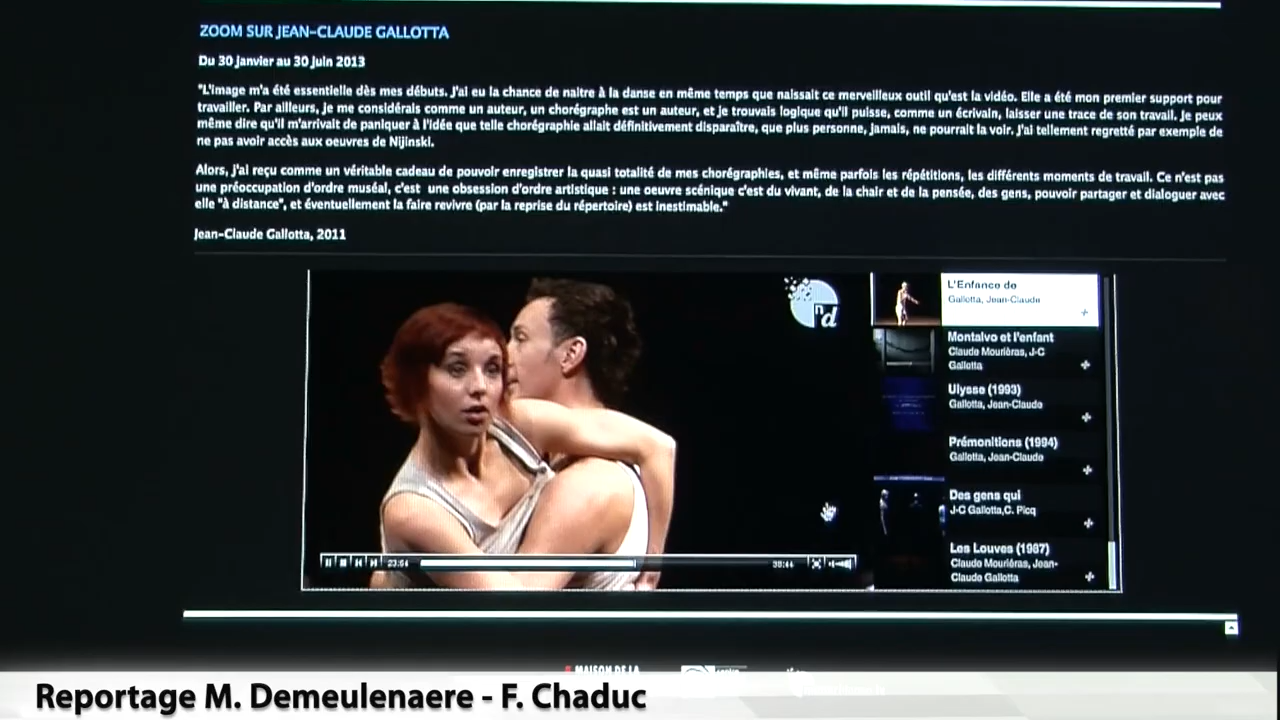 ZOOM SUR JEAN-CLAUDE GALLOTTA
Du 30 Janvier au 30 Juin 2013
"L'image m'a été essentielle dès mes débuts. J'ai eu la chance de naitre à la danse en même temps que naissait ce merveilleux outil qu'est la vidéo. Elle a été mon premier support pour
travailler. Par ailleurs, je me considérais comme un auteur, un chorégraphe est un auteur, et je trouvais logique qu'il puisse, comme un écrivain, laisser une trace de son travail. Je peux
même dire qu'il m'arrivait de paniquer à l'idée que telle chorégraphie allait définitivement disparaître, que plus personne, jamais, ne pourrait la voir. J'ai tellement regretté par exemple de
ne pas avoir accès aux oeuvres de Nijinski.
Alors, j'ai reçu comme un véritable cadeau de pouvoir enregistrer la quasi totalité de mes chorégraphies, et même parfois les répétitions, les différents moments de travail. Ce n'est pas
une préoccupation d'ordre muséal, c'est une obsession d'ordre artistique : une oeuvre scénique c'est du vivant, de la chair et de la pensée, des gens, pouvoir partager et dialoguer avec
elle "à distance", et éventuellement la faire revivre (par la reprise du répertoire) est inestimable."
Jean-Claude Gallotta, 2011
nd
L'Enfance de
Gallotta, Jean-Claude
Montalvo et l'enfant
Claude Mouriéras, J-C
Gallotta
Ulysse (1993)
Gallotta, Jean-Claude
Prémonitions (1994)
Gallotta, Jean-Claude
Des gens qui
J-C Gallotta,C. Picq
Les Louves (1987)
Claude Mouriéras, Jean-
Claude Gallotta
23:54
MAISON DE LA
centre
Reportage M. Demeulenaere - F. Chaduc